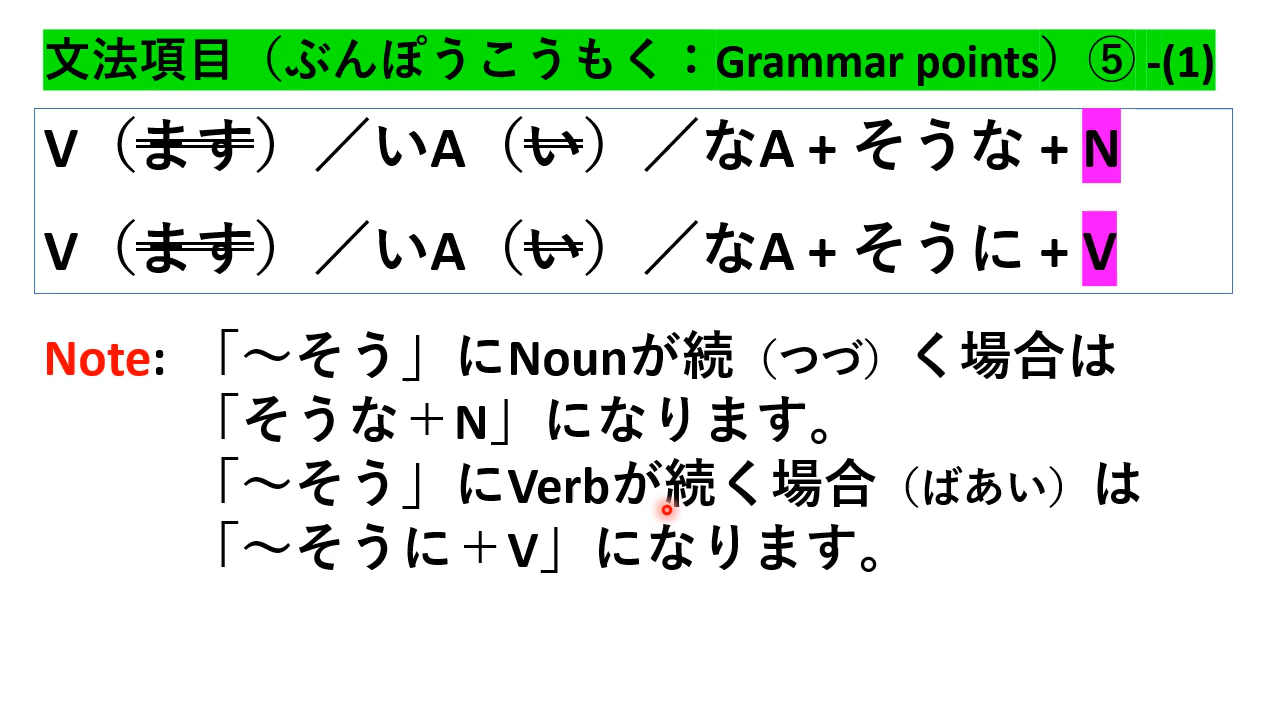 文法項目（ぶんぽうこうもく：Grammar points）⑤ -(1)
V（ます）／いA（い）／なA + そうな + N
V（ます）／いA（い）／なA + そうに + V
Note: 「～そう」にNounが続（つづ）く場合は
「そうな＋N」になります。
「～そう」にVerbが続く場合（ばあい）は
「～そうに＋V」になります。